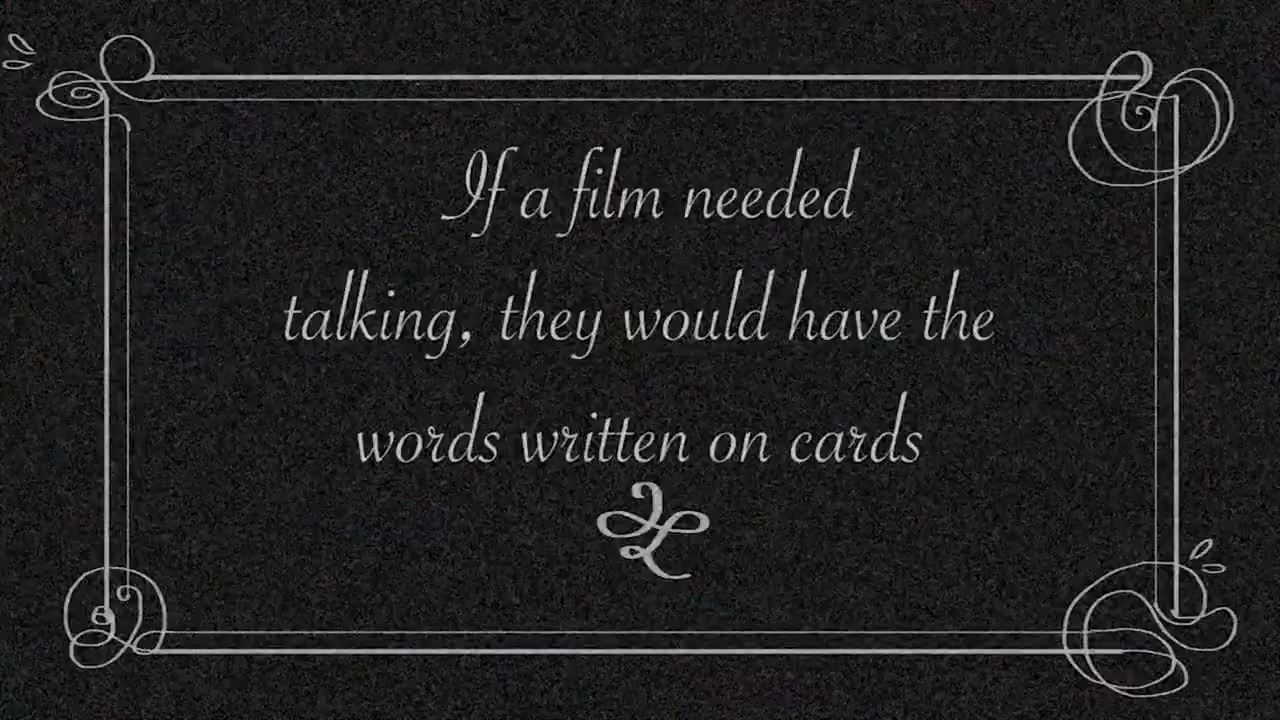 If a film needed
talking, they would have the
words written on cards